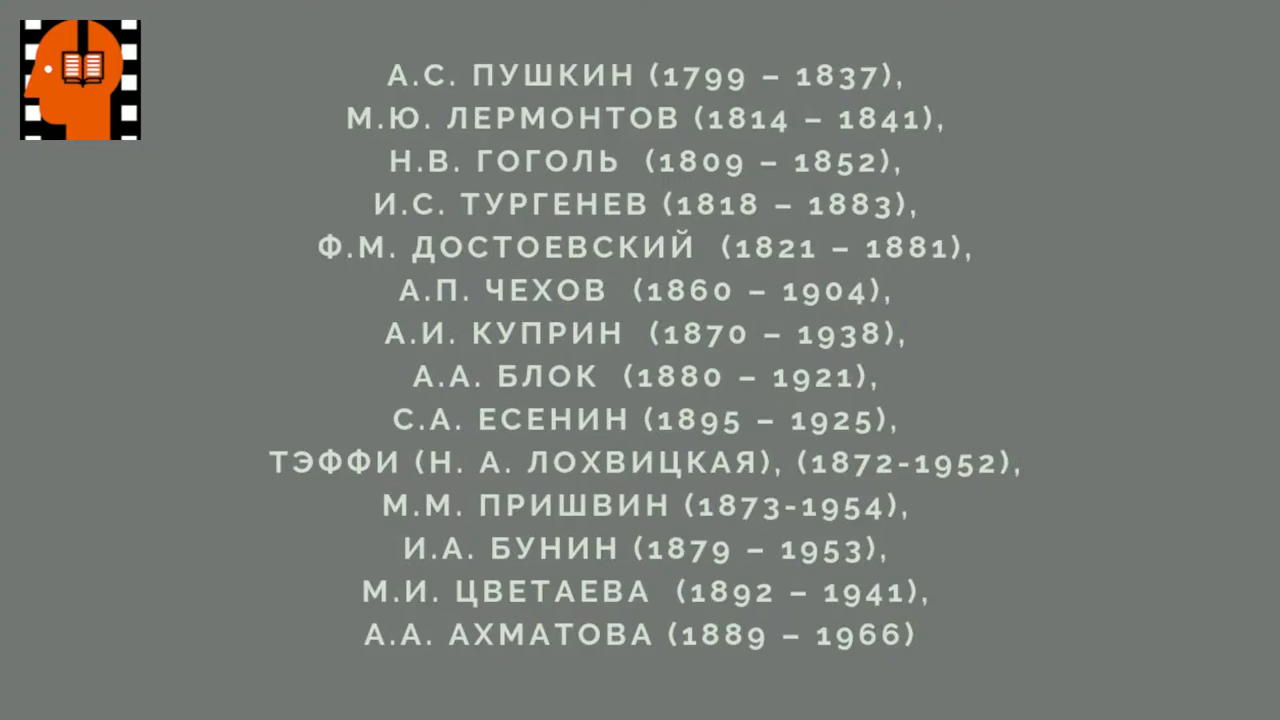 А.С. ПУШКИН (1799 – 1837),
М.Ю. ЛЕРМОНТОВ (1814 – 1841),
Н.В. ГОГОЛЬ (1809 – 1852),
И.С. ТУРГЕНЕВ (1818 – 1883),
Ф.М. ДОСТОЕВСКИЙ (1821 – 1881),
А.П. ЧЕХОВ (1860 – 1904),
А.И. КУПРИН (1870 – 1938),
А.А. БЛОК (1880 – 1921),
С.А. ЕСЕНИН (1895 – 1925),
ТЭФФИ (Н. А. ЛОХВИЦКАЯ), (1872-1952),
М.М. ПРИШВИН (1873-1954),
И.А. БУНИН (1879 – 1953),
М.И. ЦВЕТАЕВА (1892 – 1941),
А.А. АХМАТОВА (1889 – 1966)